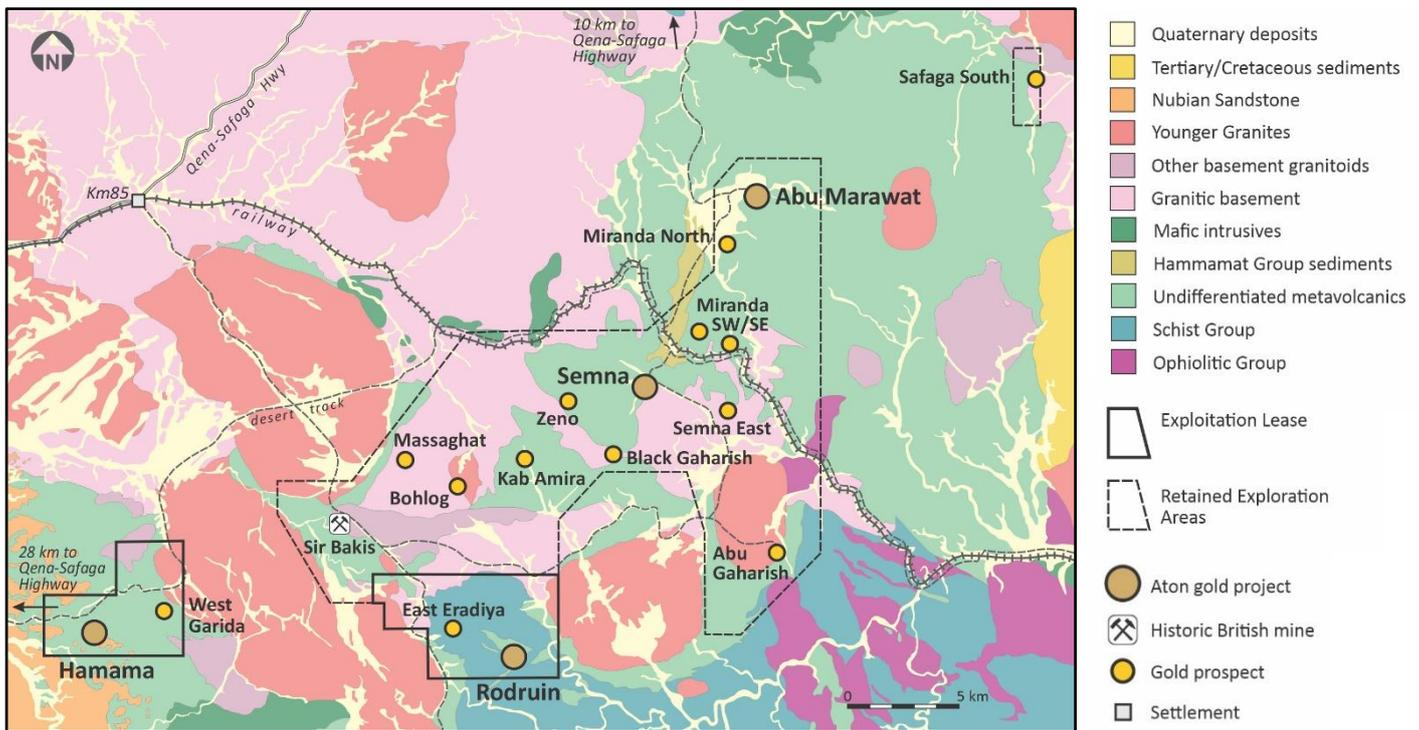 N
10 km to
Qena-Safaga
Highway
Qena-Safoga Hwy
Km85
railway
Safaga South
Abu Marawat
Miranda North
Miranda
SW/SE
Semna
Zeno
Semna East
desert track
Massaghat
Black Gaharish
Kab Amira
Bohlog
Sir Bakis
Abu
Gaharish
28 km to
Qena-Safaga
Highway
West
Garida
East Eradiya
Hamama
Rodruin
0 5 km
Quaternary deposits
Tertiary/Cretaceous sediments
Nubian Sandstone
Younger Granites
Other basement granitoids
Granitic basement
Mafic intrusives
Hammamat Group sediments
Undifferentiated metavolcanics
Schist Group
Ophiolitic Group
Exploitation Lease
Retained Exploration
Areas
Aton gold project
Historic British mine
Gold prospect
Settlement